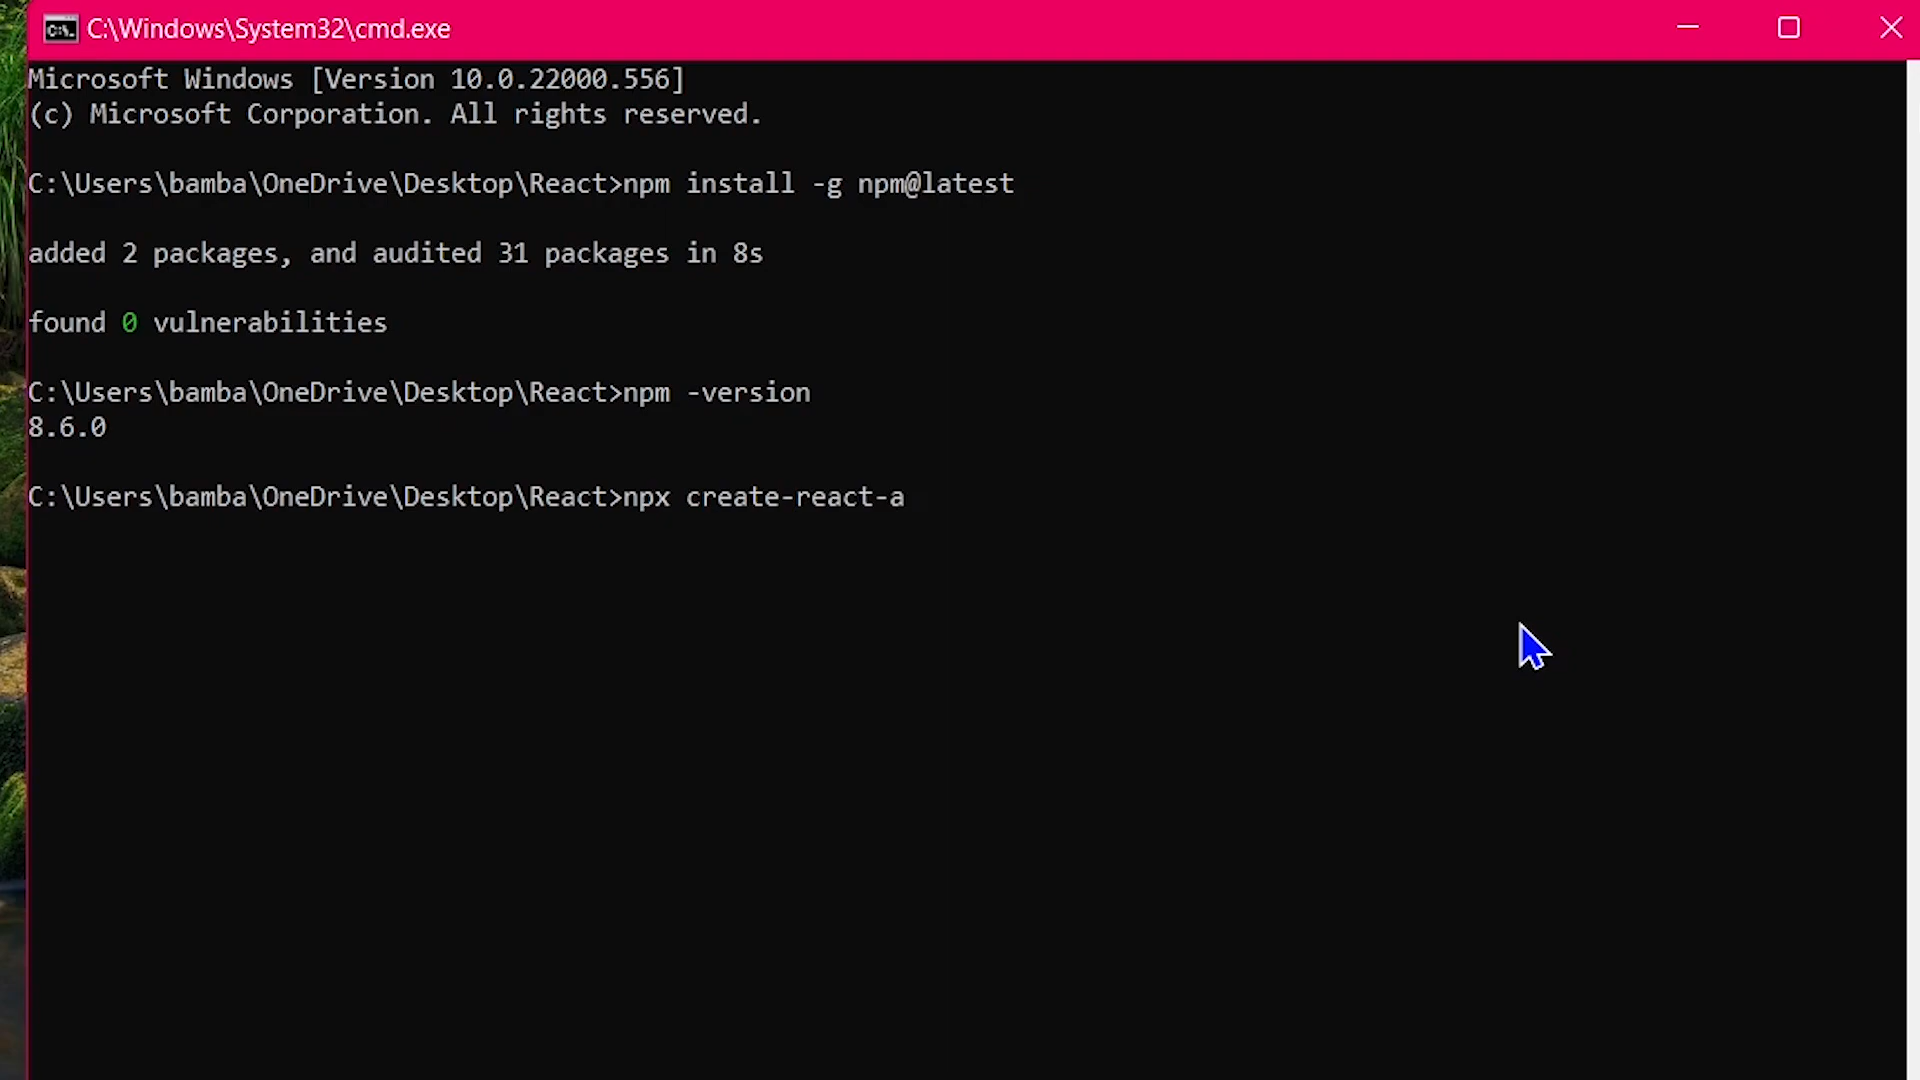 C:\Windows\System32\cmd.exe
Microsoft Windows [Version 10.0.22000.556]
(c) Microsoft Corporation. All rights reserved.
C:\Users\bamba\OneDrive\Desktop\React>npm install -g npm@latest
added 2 packages, and audited 31 packages in 8s
found 0 vulnerabilities
C:\Users\bamba\OneDrive\Desktop\React>npm -version
8.6.0
C:\Users\bamba\OneDrive\Desktop\React>npx create-react-a